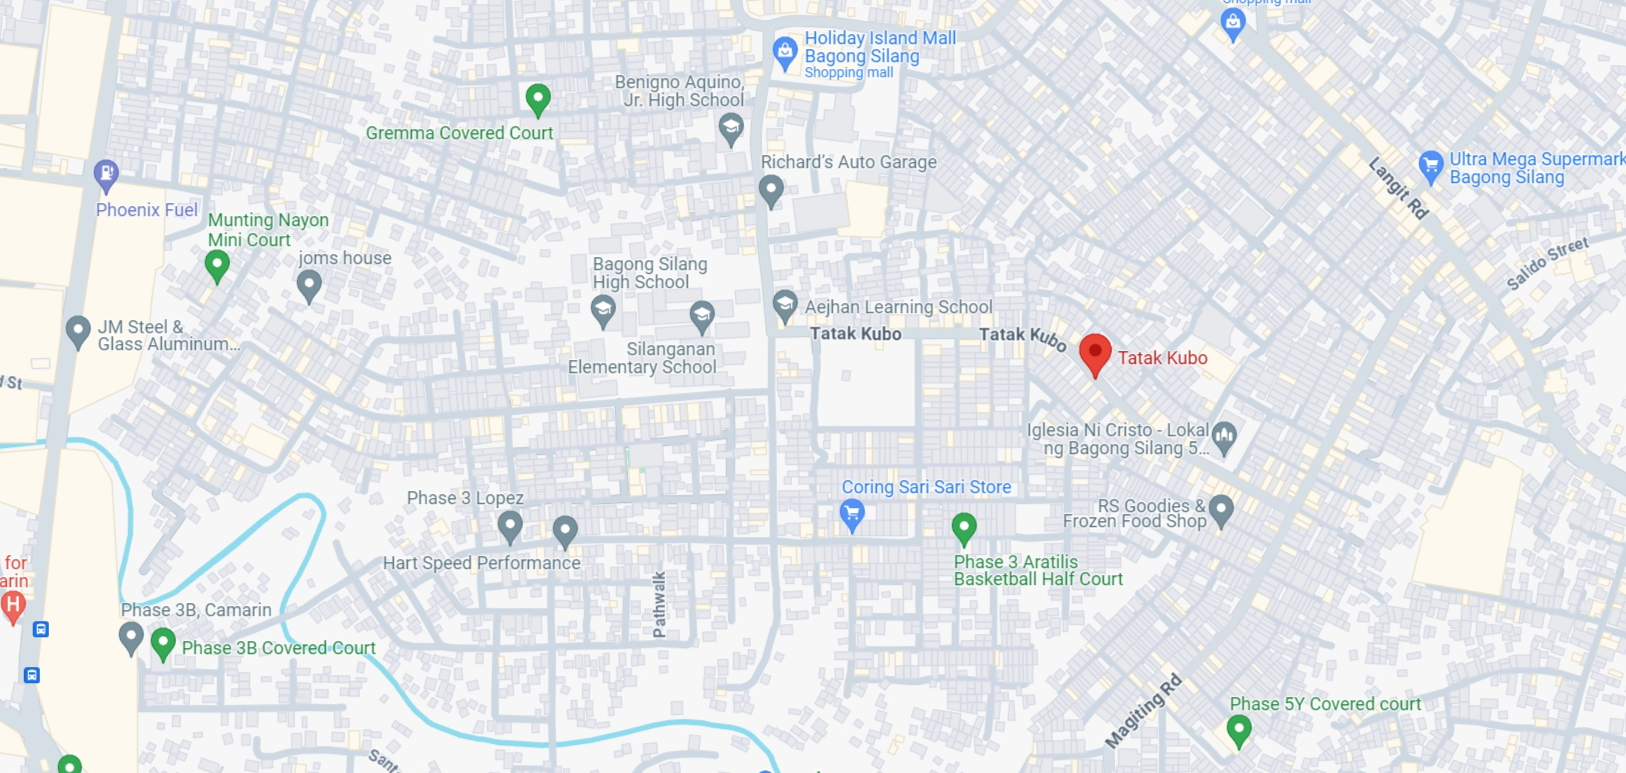 Shopping mall
Holiday Island Mall
Bagong Silang
Shopping mall
Benigno Aquino,
Jr. High School
Gremma Covered Court
Richard's Auto Garage
Langit Rd
Ultra Mega Supermark
Bagong Silang
Phoenix Fuel
Munting Nayon
Mini Court
joms house
Salido Street
Bagong Silang
High School
Aejhan Learning School
JM Steel &
Glass Aluminum...
Tatak Kubo
Tatak Kubo
Tatak Kubo
Silanganan
Elementary School
d St
Iglesia Ni Cristo - Lokal
ng Bagong Silang 5...
Phase 3 Lopez
Coring Sari Sari Store
RS Goodies &
Frozen Food Shop
Hart Speed Performance
Phase 3 Aratilis
Basketball Half Court
for
arin
H
Pathwalk
Phase 3B, Camarin
Phase 3B Covered Court
Magiting Rd
Phase 5Y Covered court
Sant